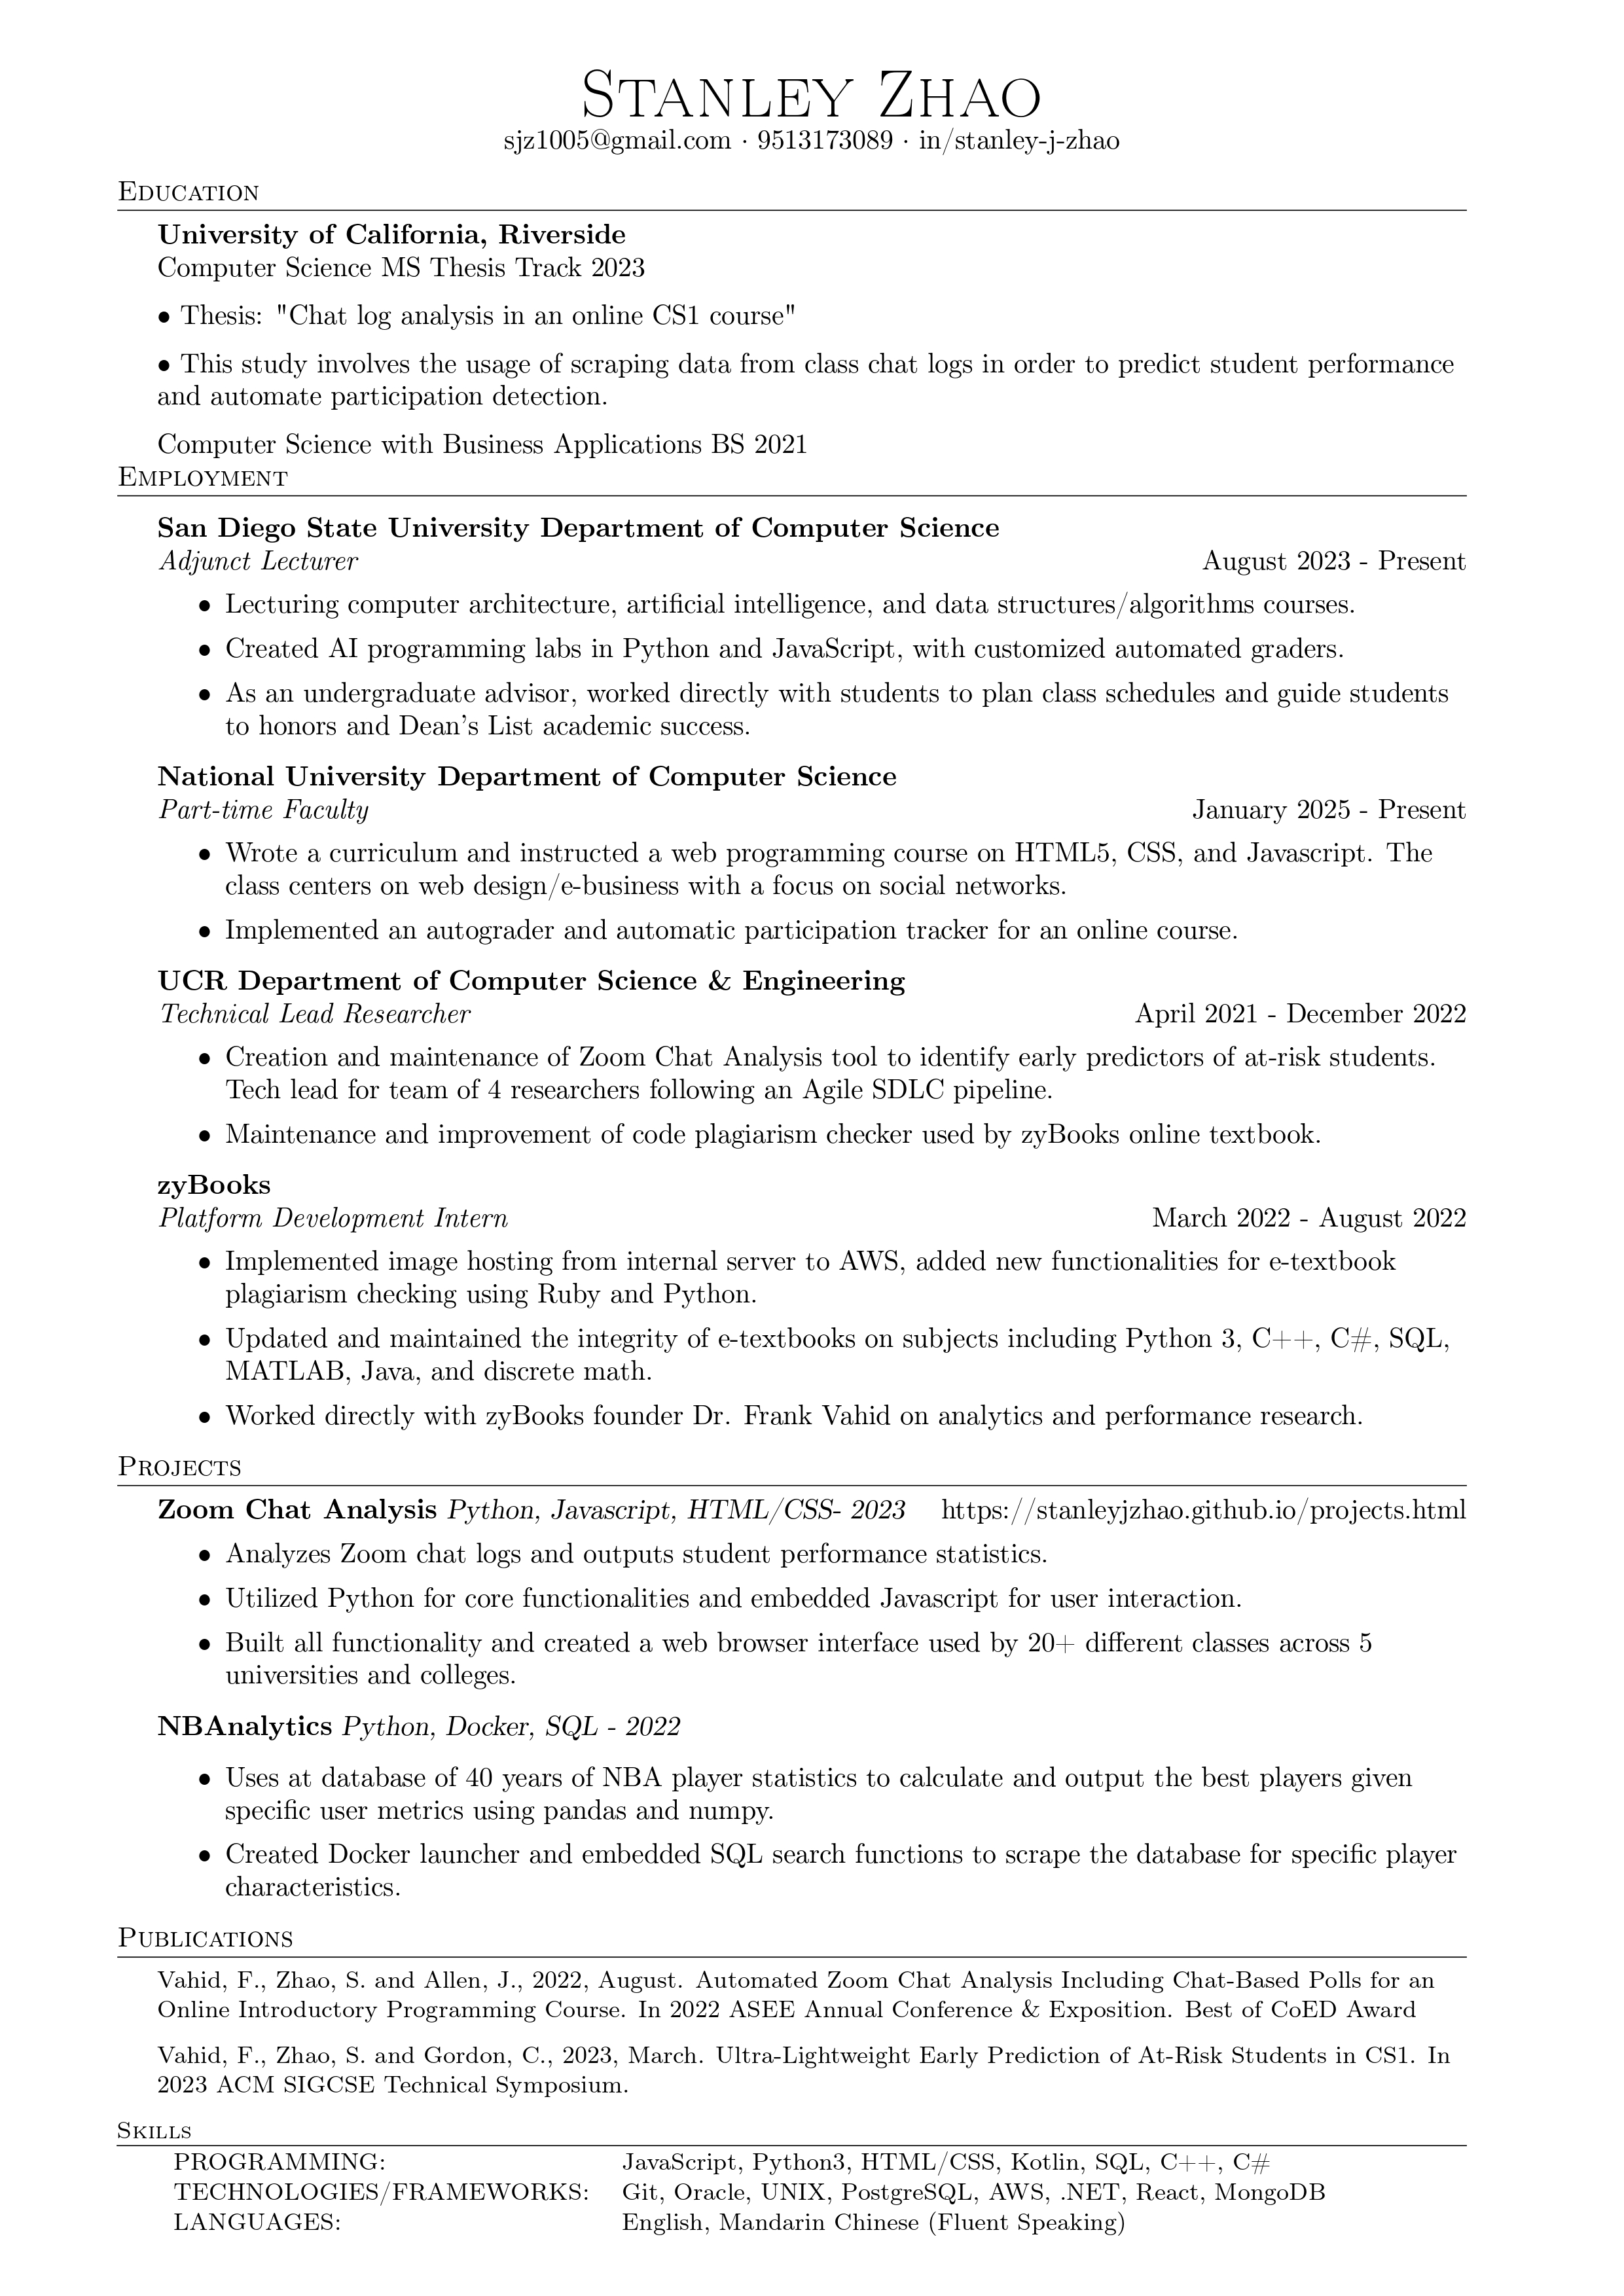 Stanley Zhao
sjz1005@gmail.com · 9513173089 · in/stanley-j-zhao
Education
University of California, Riverside
Computer Science MS Thesis Track 2023
• Thesis: "Chat log analysis in an online CS1 course"
• This study involves the usage of scraping data from class chat logs in order to predict student performance
and automate participation detection.
Computer Science with Business Applications BS 2021
Employment
San Diego State University Department of Computer Science
Adjunct Lecturer August 2023 - Present
• Lecturing computer architecture, artificial intelligence, and data structures/algorithms courses.
• Created AI programming labs in Python and JavaScript, with customized automated graders.
• As an undergraduate advisor, worked directly with students to plan class schedules and guide students
to honors and Dean's List academic success.
National University Department of Computer Science
Part-time Faculty January 2025 - Present
• Wrote a curriculum and instructed a web programming course on HTML5, CSS, and Javascript. The
class centers on web design/e-business with a focus on social networks.
• Implemented an autograder and automatic participation tracker for an online course.
UCR Department of Computer Science & Engineering
Technical Lead Researcher April 2021 - December 2022
• Creation and maintenance of Zoom Chat Analysis tool to identify early predictors of at-risk students.
Tech lead for team of 4 researchers following an Agile SDLC pipeline.
• Maintenance and improvement of code plagiarism checker used by zyBooks online textbook.
zyBooks
Platform Development Intern March 2022 - August 2022
• Implemented image hosting from internal server to AWS, added new functionalities for e-textbook
plagiarism checking using Ruby and Python.
• Updated and maintained the integrity of e-textbooks on subjects including Python 3, C++, C#, SQL,
MATLAB, Java, and discrete math.
• Worked directly with zyBooks founder Dr. Frank Vahid on analytics and performance research.
Projects
Zoom Chat Analysis Python, Javascript, HTML/CSS- 2023 https://stanleyjzhao.github.io/projects.html
• Analyzes Zoom chat logs and outputs student performance statistics.
• Utilized Python for core functionalities and embedded Javascript for user interaction.
• Built all functionality and created a web browser interface used by 20+ different classes across 5
universities and colleges.
NBAnalytics Python, Docker, SQL - 2022
• Uses at database of 40 years of NBA player statistics to calculate and output the best players given
specific user metrics using pandas and numpy.
• Created Docker launcher and embedded SQL search functions to scrape the database for specific player
characteristics.
Publications
Vahid, F., Zhao, S. and Allen, J., 2022, August. Automated Zoom Chat Analysis Including Chat-Based Polls for an
Online Introductory Programming Course. In 2022 ASEE Annual Conference & Exposition. Best of CoED Award
Vahid, F., Zhao, S. and Gordon, C., 2023, March. Ultra-Lightweight Early Prediction of At-Risk Students in CS1. In
2023 ACM SIGCSE Technical Symposium.
Skills
PROGRAMMING: JavaScript, Python3, HTML/CSS, Kotlin, SQL, C++, C#
TECHNOLOGIES/FRAMEWORKS: Git, Oracle, UNIX, PostgreSQL, AWS, .NET, React, MongoDB
LANGUAGES: English, Mandarin Chinese (Fluent Speaking)